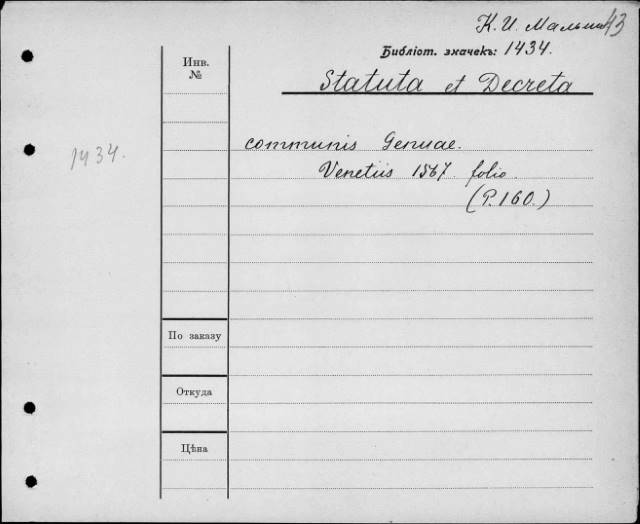 К. И. Малыш 43
Библіот. значекъ: 1434.
Инв.
№
Statuta et Decreta
1434.
communis Genuae.
Venetiis 1567 folio.
(P. 160.)
По заказу
Откуда
Цѣна